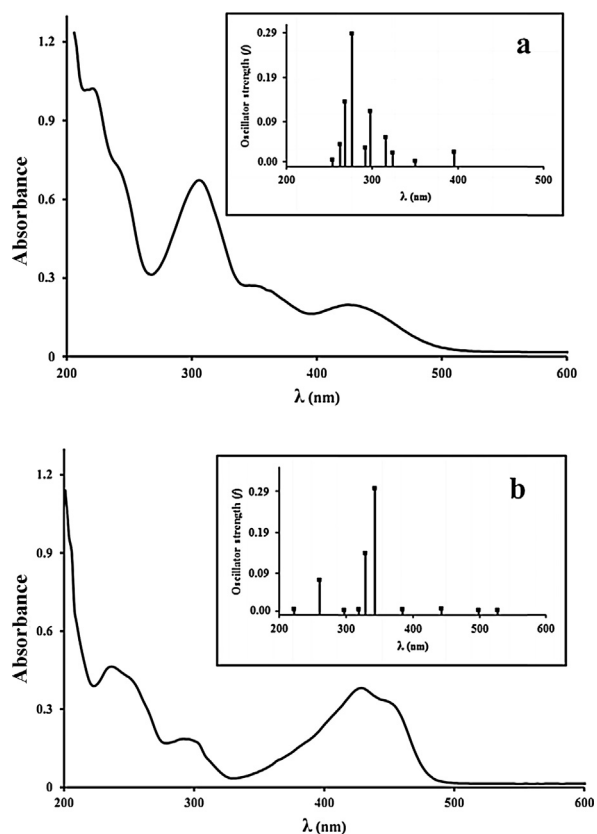 a
Oscillator strength (f)
0.29
0.19
0.09
0.00
200 300 400 500
λ (nm)
Absorbance
1.2
0.9
0.6
0.3
0
200 300 400 500 600
λ (nm)
b
Oscillator strength (f)
0.29
0.19
0.09
0.00
200 300 400 500 600
λ (nm)
Absorbance
1.2
0.9
0.6
0.3
0
200 300 400 500 600
λ (nm)